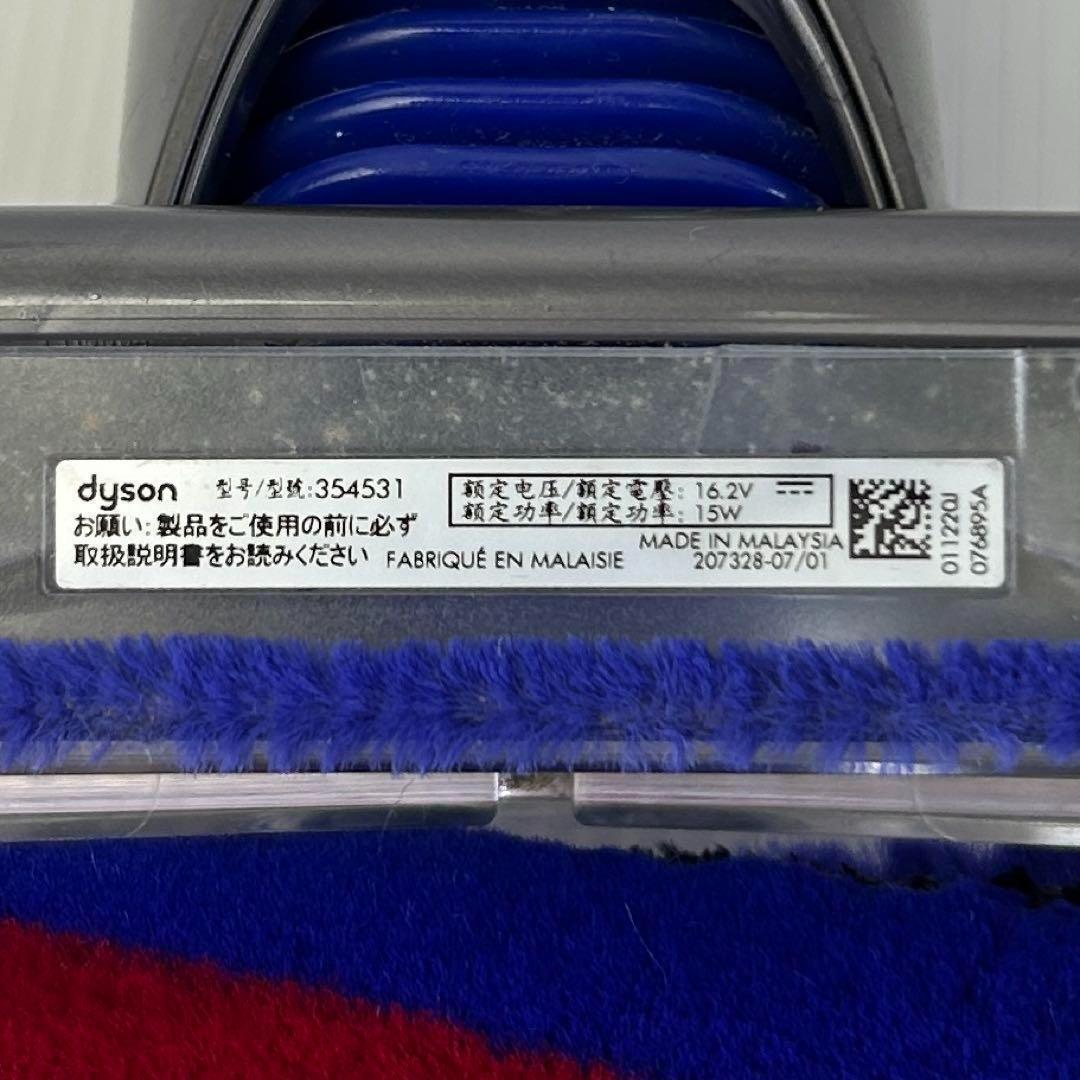 dyson 型号/型號:354531
お願い: 製品をご使用の前に必ず
取扱説明書をお読みください
FABRIQUÉ EN MALAISIE
额定电压/額定電壓: 16.2V
额定功率/額定功率: 15W
MADE IN MALAYSIA
207328-07/01
011220J
076895A